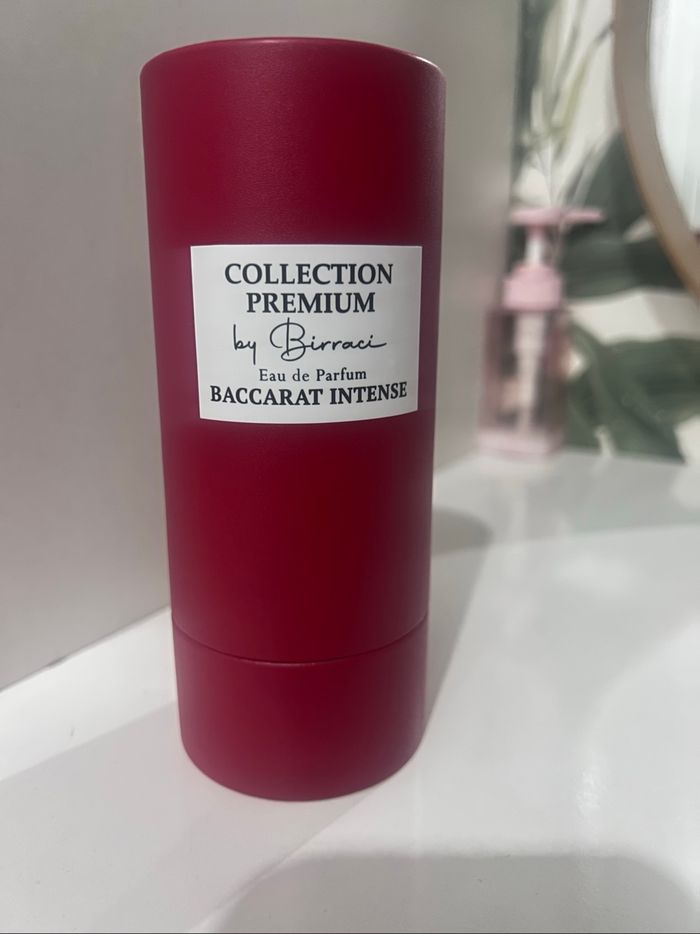 COLLECTION
PREMIUM
by Birraci
Eau de Parfum
BACCARAT INTENSE